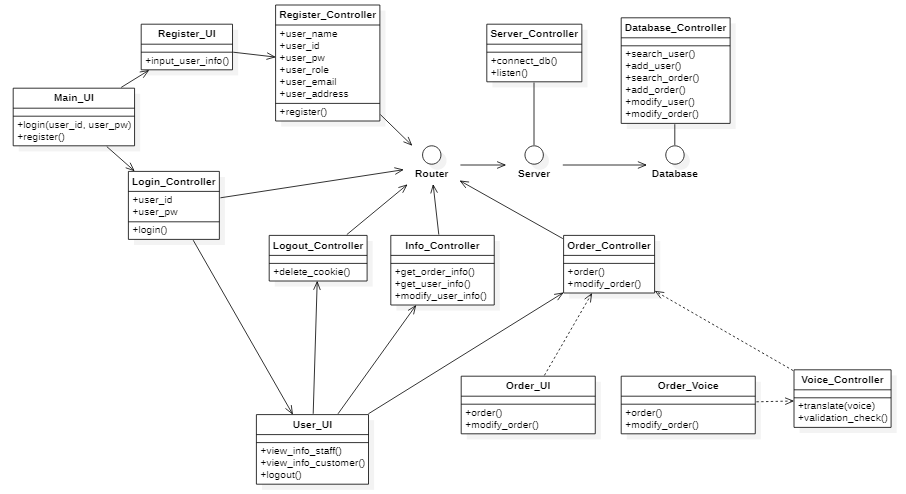 Register_Controller
+user_name
+user_id
+user_pw
+user_role
+user_email
+user_address
+register()
Register_UI
+input_user_info()
Server_Controller
+connect_db()
+listen()
Database_Controller
+search_user()
+add_user()
+search_order()
+add_order()
+modify_user()
+modify_order()
Main_UI
+login(user_id, user_pw)
+register()
Login_Controller
+user_id
+user_pw
+login()
Router
Server
Database
Logout_Controller
+delete_cookie()
Info_Controller
+get_order_info()
+get_user_info()
+modify_user_info()
Order_Controller
+order()
+modify_order()
Order_UI
+order()
+modify_order()
Order_Voice
+order()
+modify_order()
Voice_Controller
+translate(voice)
+validation_check()
User_UI
+view_info_staff()
+view_info_customer()
+logout()